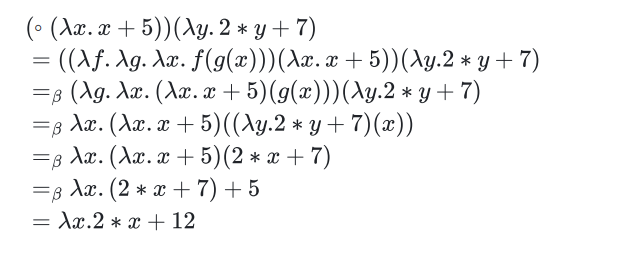 (∘ (λx. x + 5))(λy. 2 ∗ y + 7)
= ((λf. λg. λx. f(g(x)))(λx. x + 5))(λy.2 ∗ y + 7)
=β (λg. λx. (λx. x + 5)(g(x)))(λy.2 ∗ y + 7)
=β λx. (λx. x + 5)((λy.2 ∗ y + 7)(x))
=β λx. (λx. x + 5)(2 ∗ x + 7)
=β λx. (2 ∗ x + 7) + 5
= λx.2 ∗ x + 12